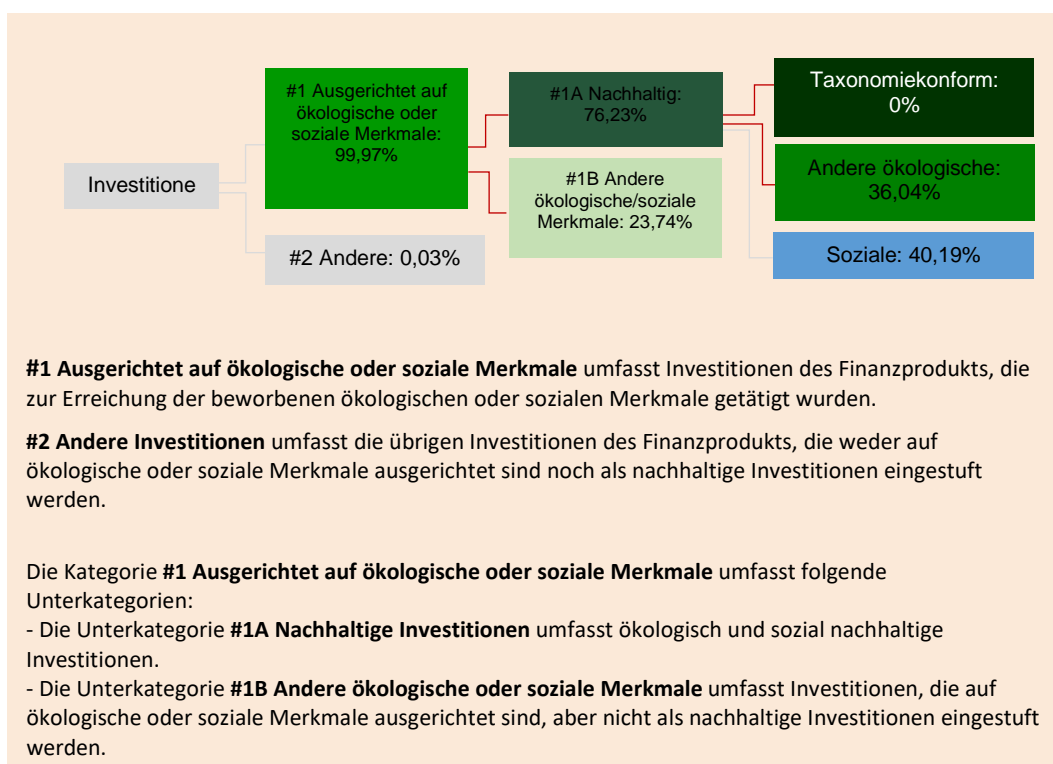 Investitione
#1 Ausgerichtet auf
ökologische oder
soziale Merkmale:
99,97%
#2 Andere: 0,03%
#1A Nachhaltig:
76,23%
#1B Andere
ökologische/soziale
Merkmale: 23,74%
Taxonomiekonform:
0%
Andere ökologische:
36,04%
Soziale: 40,19%
#1 Ausgerichtet auf ökologische oder soziale Merkmale umfasst Investitionen des Finanzprodukts, die
zur Erreichung der beworbenen ökologischen oder sozialen Merkmale getätigt wurden.
#2 Andere Investitionen umfasst die übrigen Investitionen des Finanzprodukts, die weder auf
ökologische oder soziale Merkmale ausgerichtet sind noch als nachhaltige Investitionen eingestuft
werden.
Die Kategorie #1 Ausgerichtet auf ökologische oder soziale Merkmale umfasst folgende
Unterkategorien:
- Die Unterkategorie #1A Nachhaltige Investitionen umfasst ökologisch und sozial nachhaltige
Investitionen.
- Die Unterkategorie #1B Andere ökologische oder soziale Merkmale umfasst Investitionen, die auf
ökologische oder soziale Merkmale ausgerichtet sind, aber nicht als nachhaltige Investitionen eingestuft
werden.